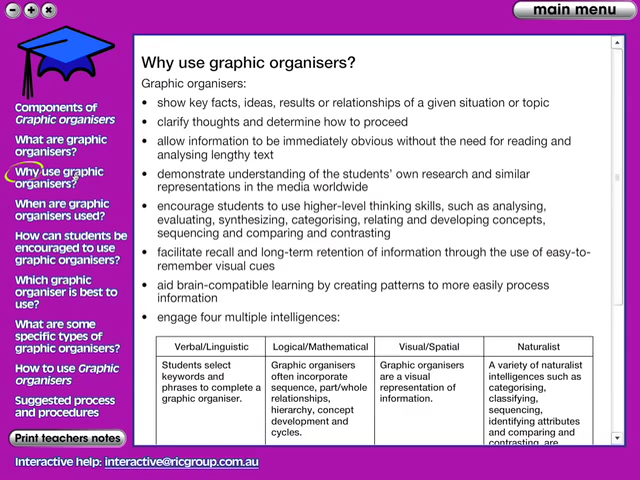 main menu
Components of
Graphic organisers
What are graphic
organisers?
Why use graphic
organisers?
When are graphic
organisers used?
How can students be
encouraged to use
graphic organisers?
Which graphic
organiser is best to
use?
What are some
specific types of
graphic organisers?
How to use Graphic
organisers
Suggested process
and procedures
Print teachers notes
Interactive help: interactive@ricgroup.com.au
Why use graphic organisers?
Graphic organisers:
• show key facts, ideas, results or relationships of a given situation or topic
• clarify thoughts and determine how to proceed
• allow information to be immediately obvious without the need for reading and
analysing lengthy text
• demonstrate understanding of the students' own research and similar
representations in the media worldwide
• encourage students to use higher-level thinking skills, such as analysing,
evaluating, synthesizing, categorising, relating and developing concepts,
sequencing and comparing and contrasting
• facilitate recall and long-term retention of information through the use of easy-to-
remember visual cues
• aid brain-compatible learning by creating patterns to more easily process
information
• engage four multiple intelligences:
Verbal/Linguistic
Students select
keywords and
phrases to complete a
graphic organiser.
Logical/Mathematical
Graphic organisers
often incorporate
sequence, part/whole
relationships,
hierarchy, concept
development and
cycles.
Visual/Spatial
Graphic organisers
are a visual
representation of
information.
Naturalist
A variety of naturalist
intelligences such as
categorising,
classifying,
sequencing,
identifying attributes
and comparing and
contrasting, are